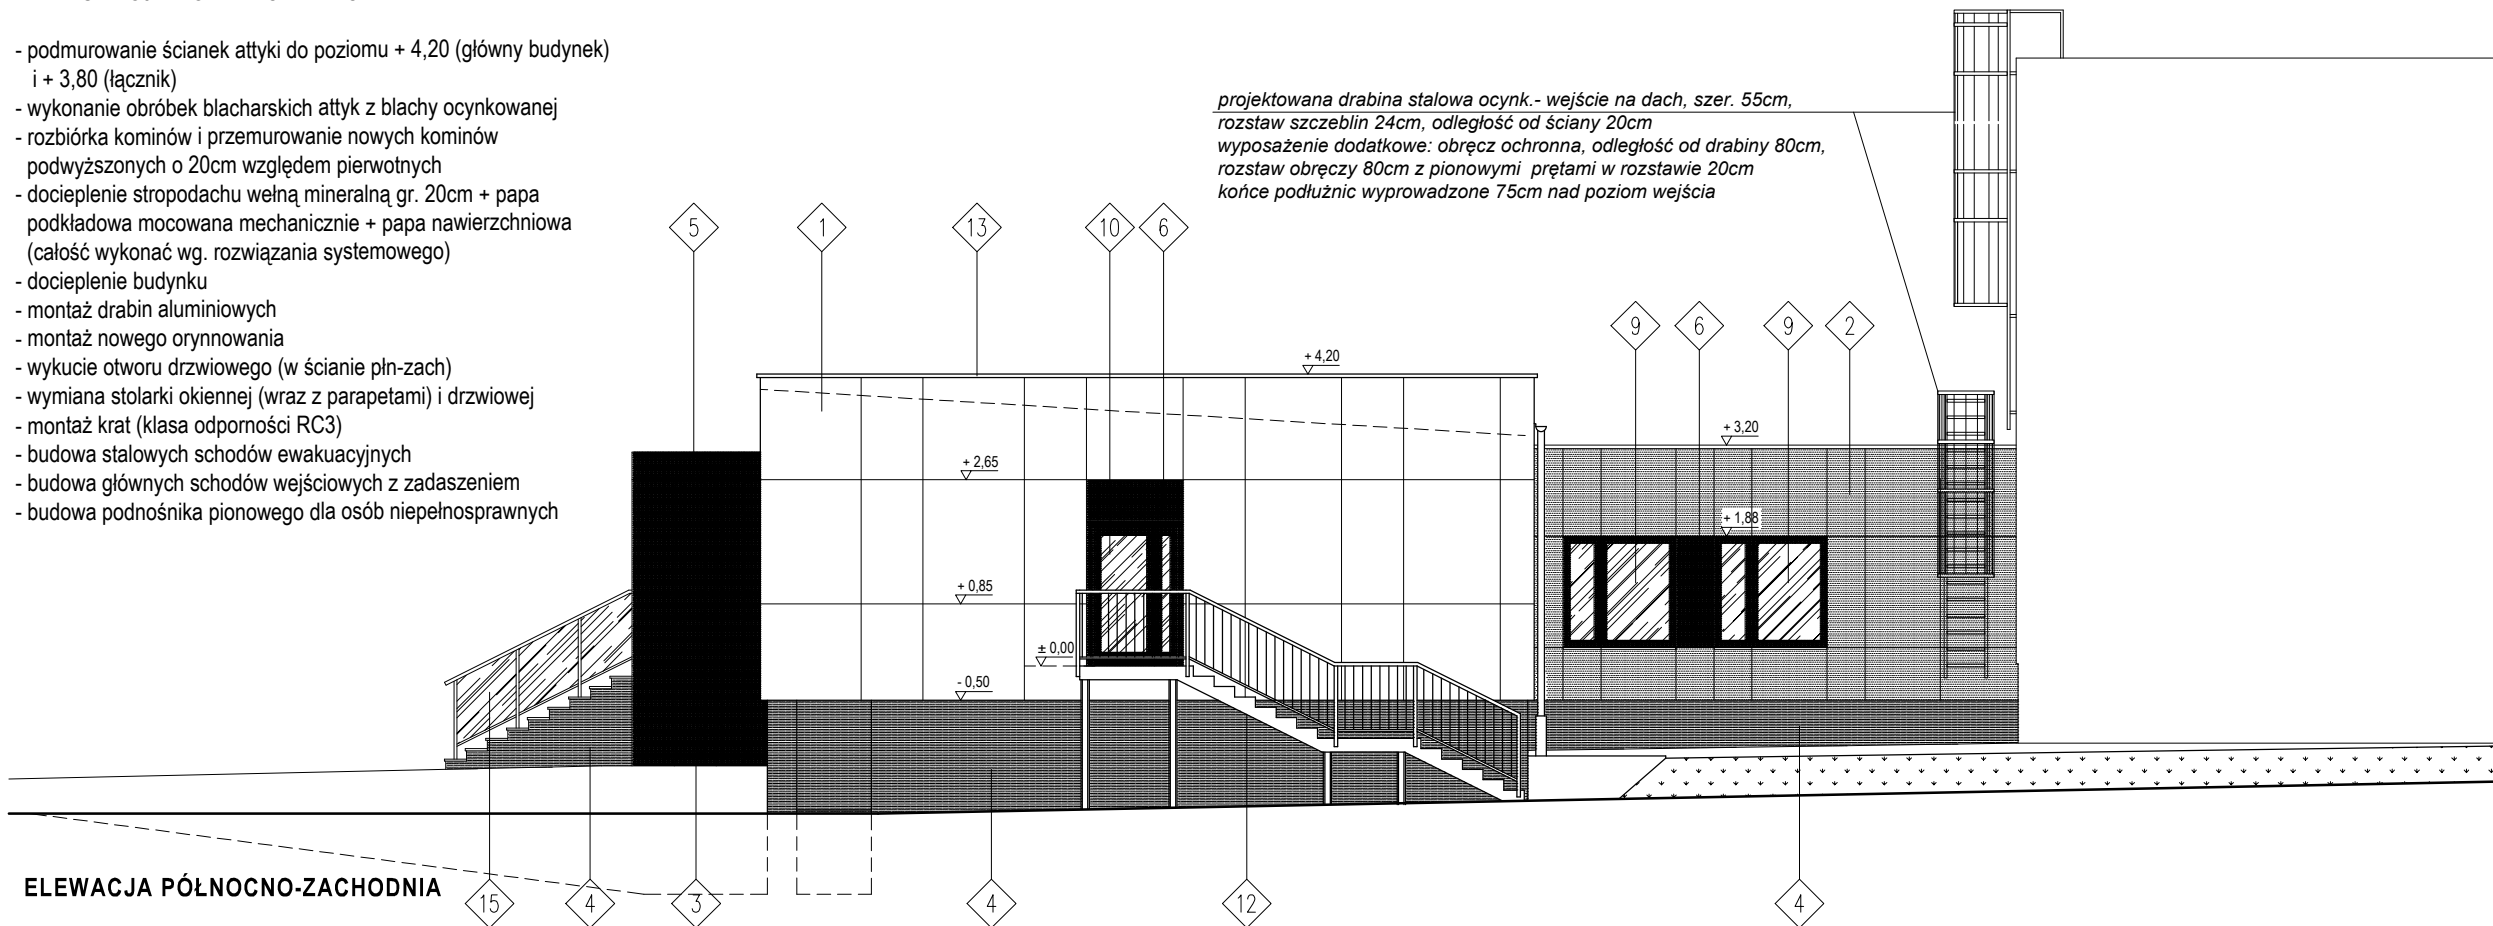 - podmurowanie ścianek attyki do poziomu + 4,20 (główny budynek)
i + 3,80 (łącznik)
- wykonanie obróbek blacharskich attyk z blachy ocynkowanej
- rozbiórka kominów i przemurowanie nowych kominów
podwyższonych o 20cm względem pierwotnych
- docieplenie stropodachu wełną mineralną gr. 20cm + papa
podkładowa mocowana mechanicznie + papa nawierzchniowa
(całość wykonać wg. rozwiązania systemowego)
- docieplenie budynku
- montaż drabin aluminiowych
- montaż nowego orynnowania
- wykucie otworu drzwiowego (w ścianie płn-zach)
- wymiana stolarki okiennej (wraz z parapetami) i drzwiowej
- montaż krat (klasa odporności RC3)
- budowa stalowych schodów ewakuacyjnych
- budowa głównych schodów wejściowych z zadaszeniem
- budowa podnośnika pionowego dla osób niepełnosprawnych
projektowana drabina stalowa ocynk.- wejście na dach, szer. 55cm,
rozstaw szczeblin 24cm, odległość od ściany 20cm
wyposażenie dodatkowe: obręcz ochronna, odległość od drabiny 80cm,
rozstaw obręczy 80cm z pionowymi prętami w rozstawie 20cm
końce podłużnic wyprowadzone 75cm nad poziom wejścia
5 1 13 10 6
9 6 9 2
+ 4,20
+ 3,20
+ 2,65
+ 1,88
+ 0,85
± 0,00
- 0,50
ELEWACJA PÓŁNOCNO-ZACHODNIA
15 4 3 4 12 4